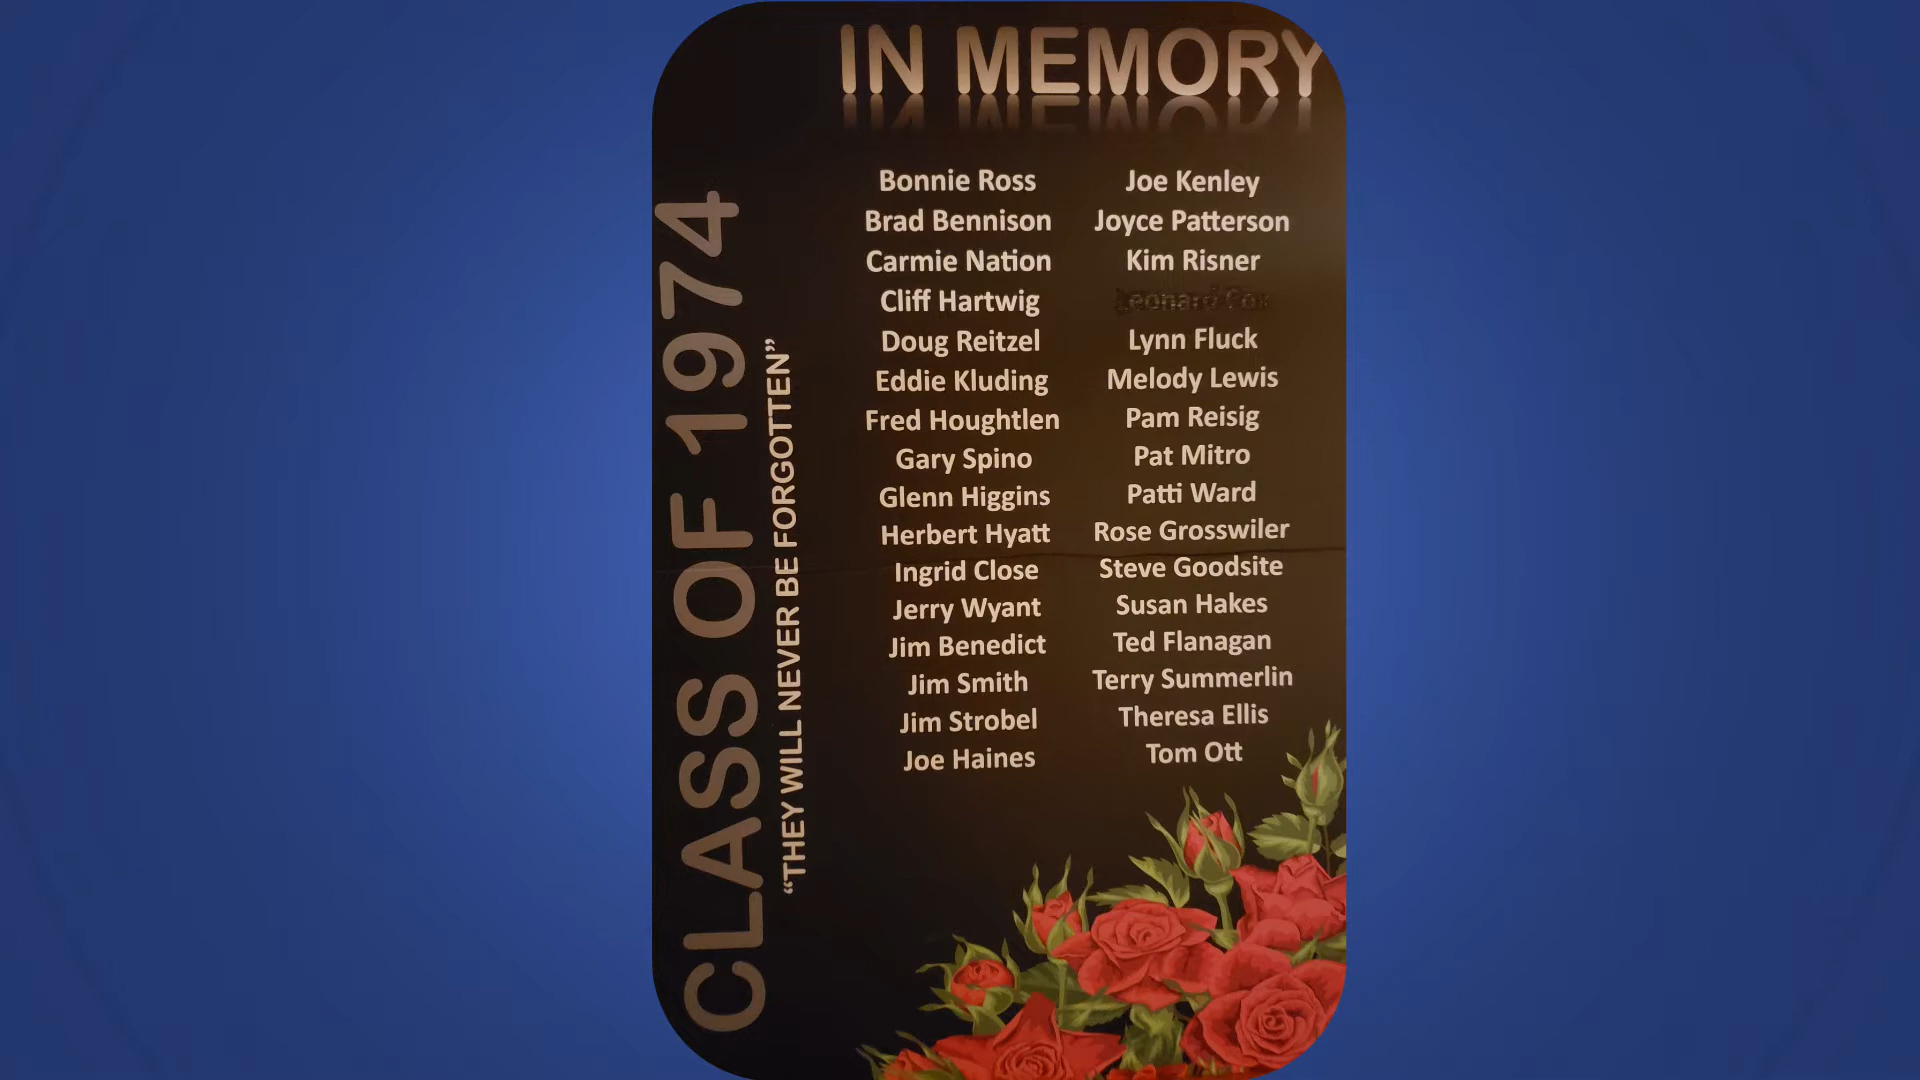 IN MEMORY
CLASS OF 1974
“THEY WILL NEVER BE FORGOTTEN”
Bonnie Ross
Brad Bennison
Carmie Nation
Cliff Hartwig
Doug Reitzel
Eddie Kluding
Fred Houghtlen
Gary Spino
Glenn Higgins
Herbert Hyatt
Ingrid Close
Jerry Wyant
Jim Benedict
Jim Smith
Jim Strobel
Joe Haines
Joe Kenley
Joyce Patterson
Kim Risner
Leonard Cox
Lynn Fluck
Melody Lewis
Pam Reisig
Pat Mitro
Patti Ward
Rose Grosswiler
Steve Goodsite
Susan Hakes
Ted Flanagan
Terry Summerlin
Theresa Ellis
Tom Ott